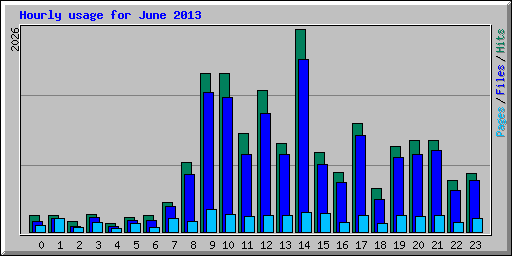 Hourly usage for June 2013
2026
Pages/Files/Hits
0 1 2 3 4 5 6 7 8 9 10 11 12 13 14 15 16 17 18 19 20 21 22 23